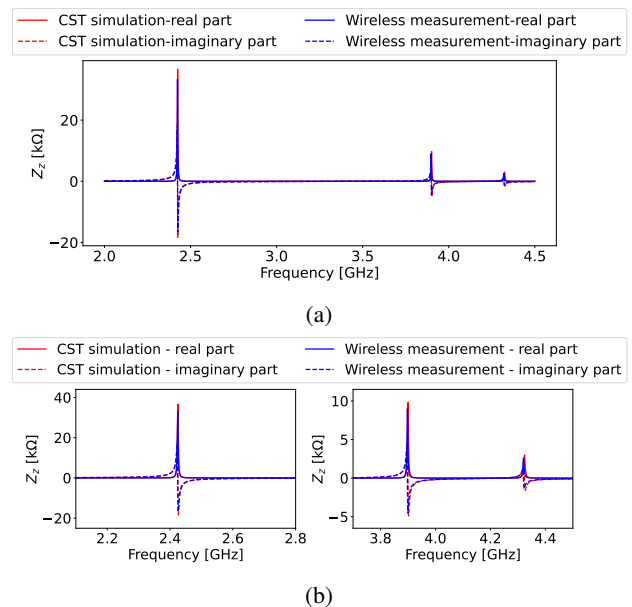 CST simulation-real part Wireless measurement-real part
CST simulation-imaginary part Wireless measurement-imaginary part
20
0
−20
Z_z [kΩ]
2.0 2.5 3.0 3.5 4.0 4.5
Frequency [GHz]
(a)
CST simulation - real part Wireless measurement - real part
CST simulation - imaginary part Wireless measurement - imaginary part
40
20
0
−20
Z_z [kΩ]
2.2 2.4 2.6 2.8
Frequency [GHz]
10
5
0
−5
Z_z [kΩ]
3.8 4.0 4.2 4.4
Frequency [GHz]
(b)